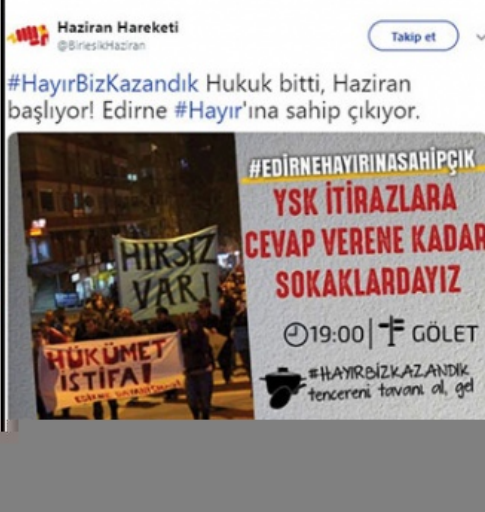 Haziran Hareketi
@BirlesikHaziran
Takip et
#HayırBizKazandık Hukuk bitti, Haziran
başlıyor! Edirne #Hayır'ına sahip çıkıyor.
#EDİRNEHAYIRINASAHİPÇIK
YSK İTİRAZLARA
CEVAP VERENE KADAR
SOKAKLARDAYIZ
19:00 | GÖLET
#HAYIRBİZKAZANDIK
tencereni tavanı al, gel
HIRSIZ
VAR!
HÜKÜMET
İSTİFA!